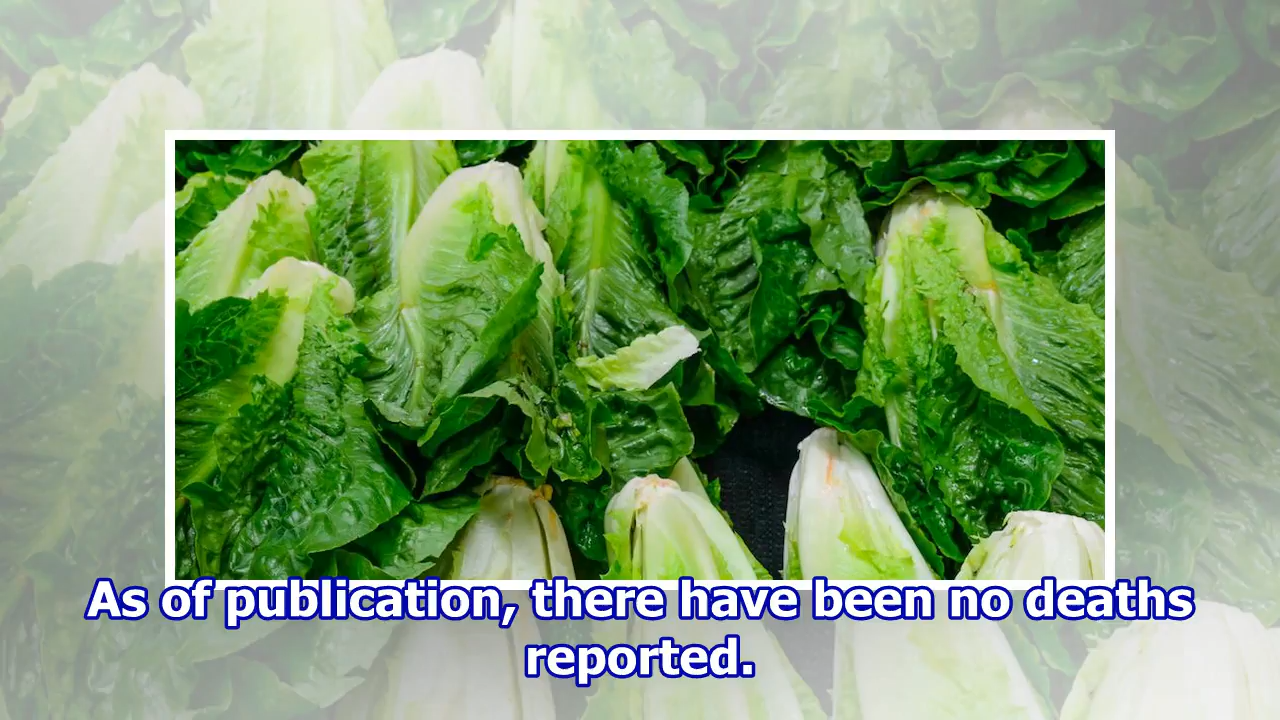 As of publication, there have been no deaths
reported.